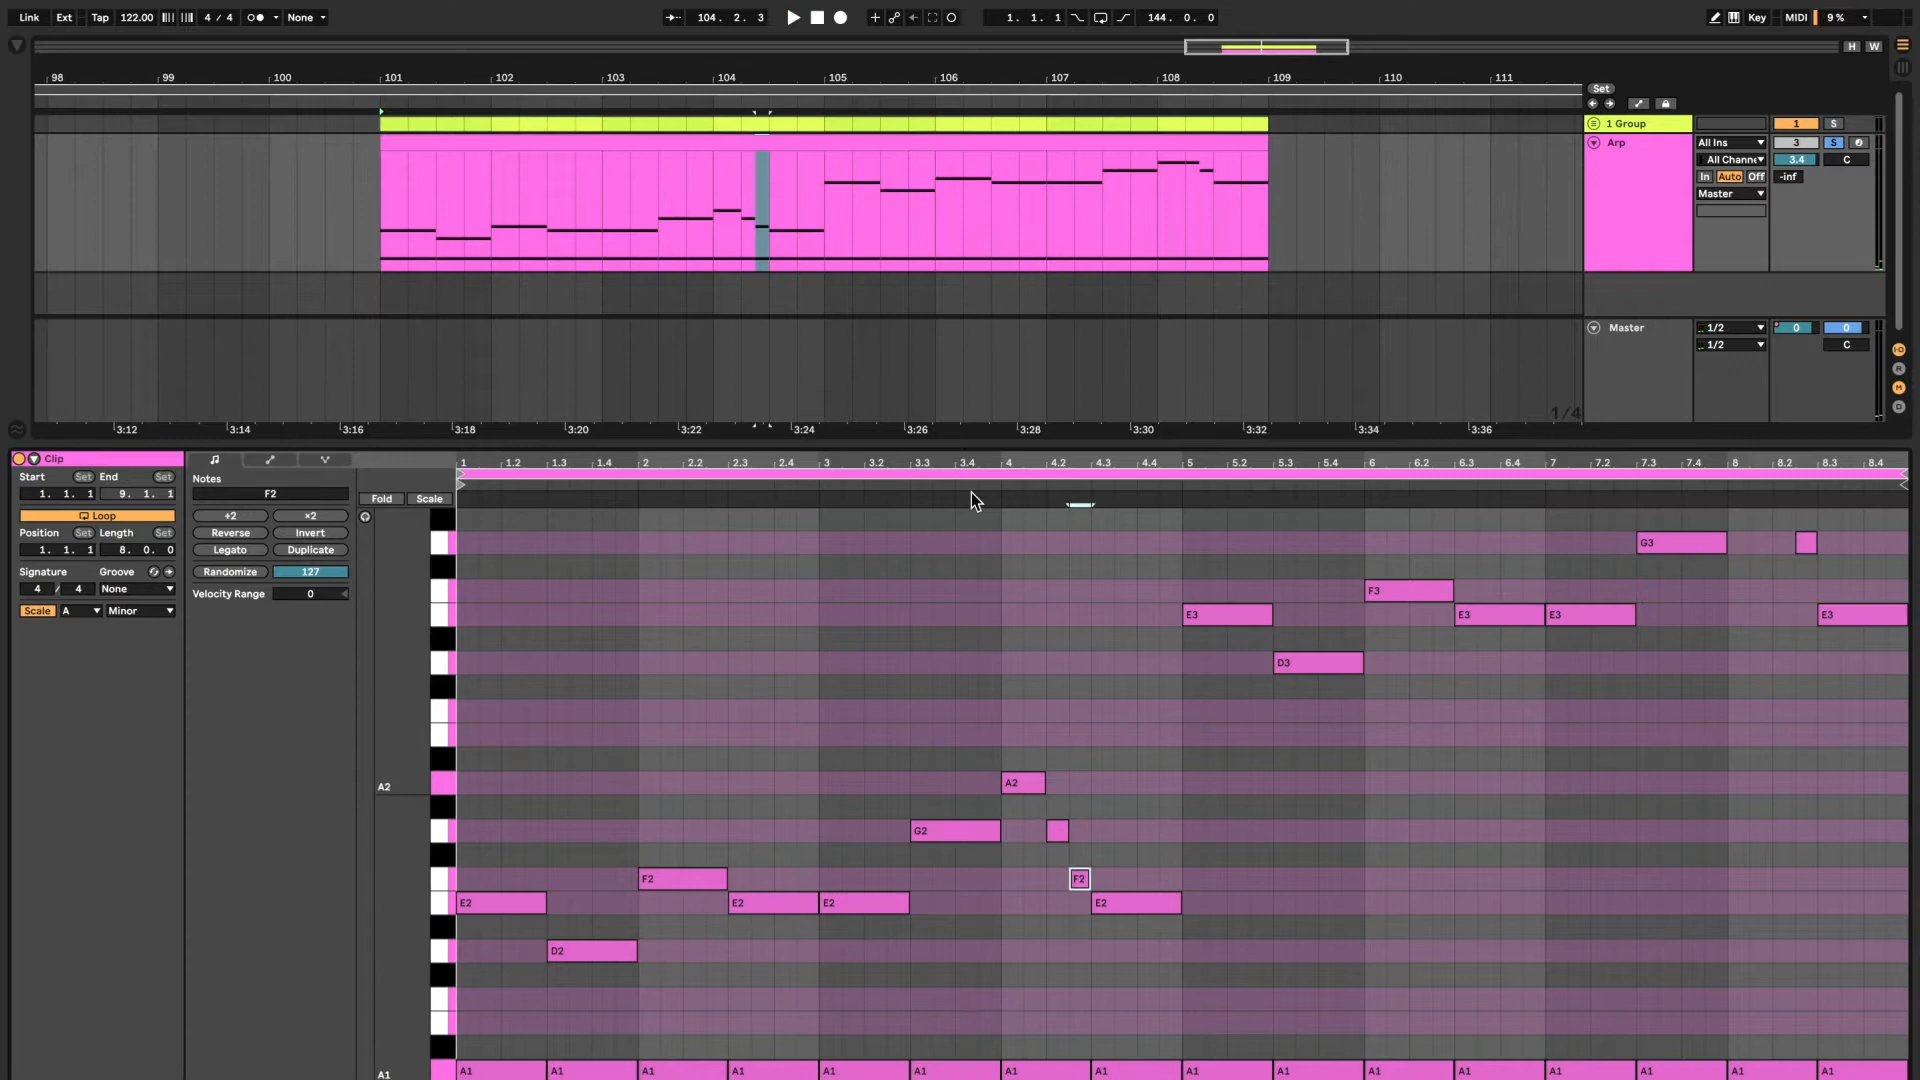 Link Ext Tap 122.00 4 / 4 None 104. 2. 3 1. 1. 1 144. 0. 0 Key MIDI 9 %
H W
98 99 100 101 102 103 104 105 106 107 108 109 110 111
Set
1 Group 1 S
Arp All Ins 3 S
All Channe 3.4 C
In Auto Off -inf
Master
Master 1/2 0 0
1/2 C
R
M
D
1/4
3:12 3:14 3:16 3:18 3:20 3:22 3:24 3:26 3:28 3:30 3:32 3:34 3:36
Clip
Start Set End Set
1. 1. 1 9. 1. 1
Loop
Position Set Length Set
1. 1. 1 8. 0. 0
Signature Groove
4 / 4 None
Scale A Minor
Notes
F2
÷2 ×2
Reverse Invert
Legato Duplicate
Randomize 127
Velocity Range 0
Fold Scale
1 1.2 1.3 1.4 2 2.2 2.3 2.4 3 3.2 3.3 3.4 4 4.2 4.3 4.4 5 5.2 5.3 5.4 6 6.2 6.3 6.4 7 7.2 7.3 7.4 8 8.2 8.3 8.4
G3
F3
E3 E3 E3 E3
D3
A2 A2
G2
F2 F2
E2 E2 E2 E2
D2
A1 A1 A1 A1 A1 A1 A1 A1 A1 A1 A1 A1 A1 A1 A1 A1 A1